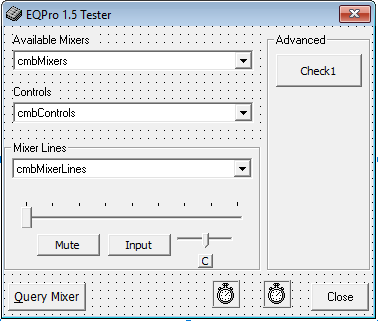 EQPro 1.5 Tester
Available Mixers
cmbMixers
Controls
cmbControls
Mixer Lines
cmbMixerLines
Mute
Input
C
Advanced
Check1
Query Mixer
Close